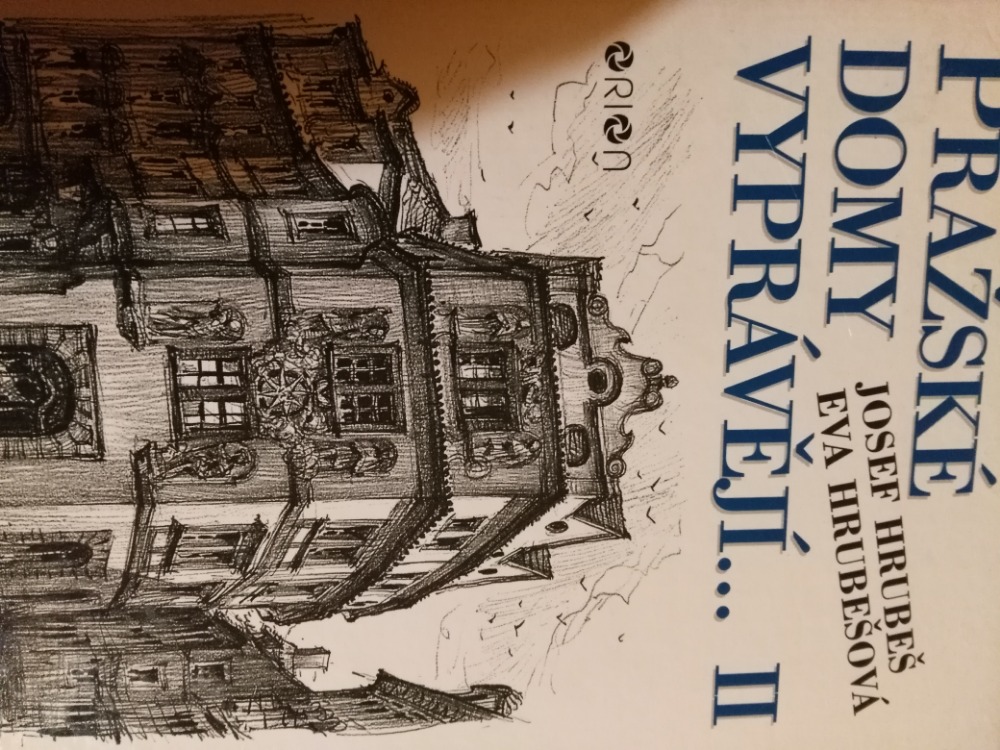 PRAŽSKÉ
DOMY
VYPRÁVĚJÍ... II
JOSEF HRUBEŠ
EVA HRUBEŠOVÁ
ORION